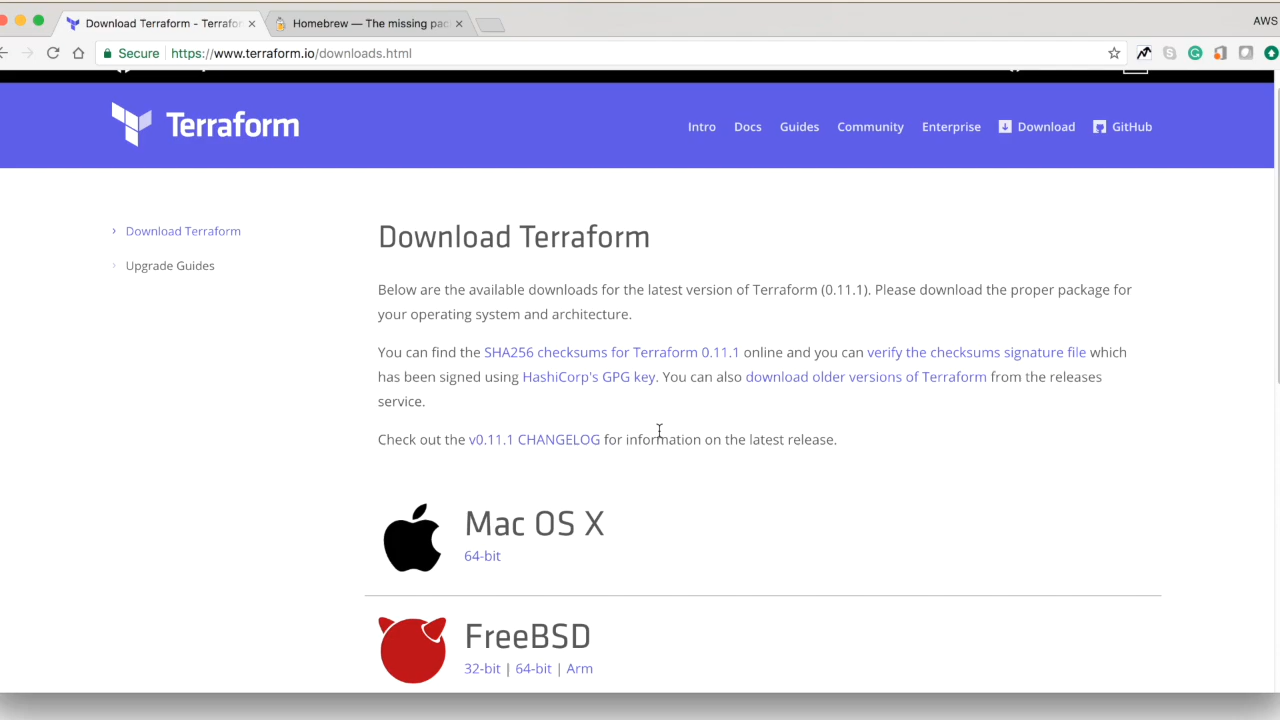 Download Terraform - Terrafor
Homebrew — The missing pac
AWS
Secure https://www.terraform.io/downloads.html
Terraform
Intro Docs Guides Community Enterprise Download GitHub
Download Terraform
Upgrade Guides
Download Terraform
Below are the available downloads for the latest version of Terraform (0.11.1). Please download the proper package for
your operating system and architecture.
You can find the SHA256 checksums for Terraform 0.11.1 online and you can verify the checksums signature file which
has been signed using HashiCorp's GPG key. You can also download older versions of Terraform from the releases
service.
Check out the v0.11.1 CHANGELOG for information on the latest release.
Mac OS X
64-bit
FreeBSD
32-bit | 64-bit | Arm